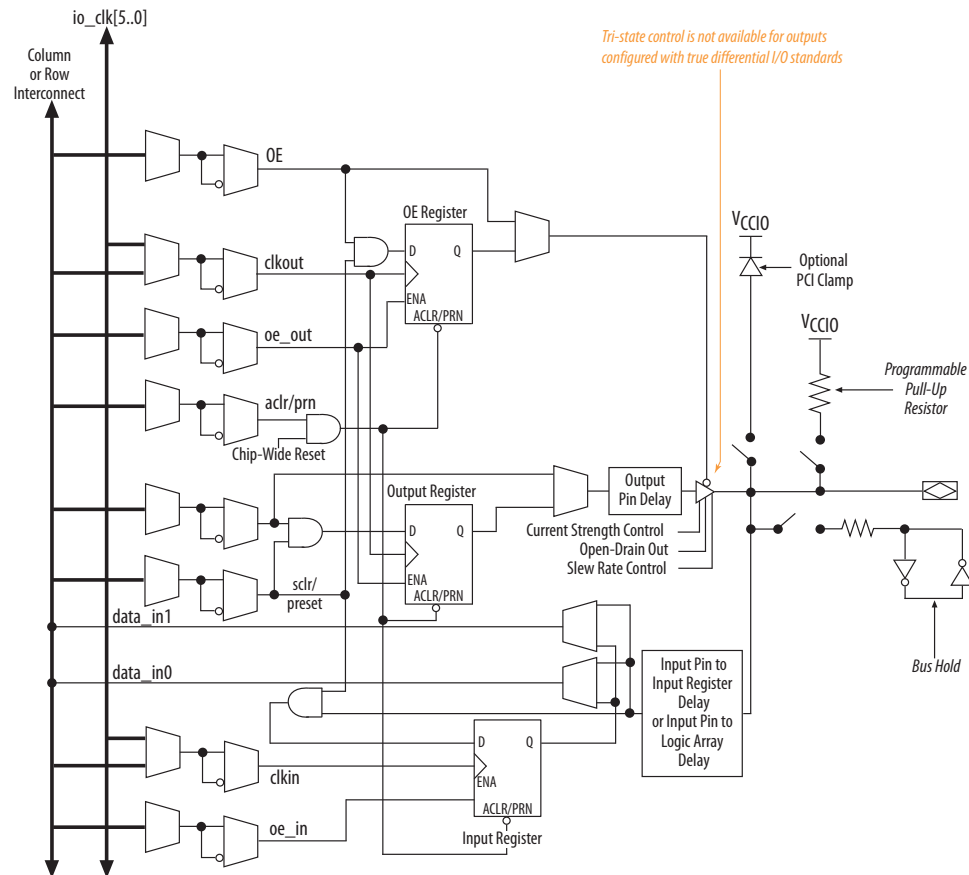 io_clk[5..0]
Column
or Row
Interconnect
Tri-state control is not available for outputs
configured with true differential I/O standards
OE
OE Register
D
Q
ENA
ACLR/PRN
clkout
oe_out
aclr/prn
Chip-Wide Reset
VCCIO
Optional
PCI Clamp
VCCIO
Programmable
Pull-Up
Resistor
Output Register
D
Q
ENA
ACLR/PRN
Output
Pin Delay
Current Strength Control
Open-Drain Out
Slew Rate Control
sclr/
preset
data_in1
data_in0
Bus Hold
Input Pin to
Input Register
Delay
or Input Pin to
Logic Array
Delay
D
Q
ENA
ACLR/PRN
Input Register
clkin
oe_in